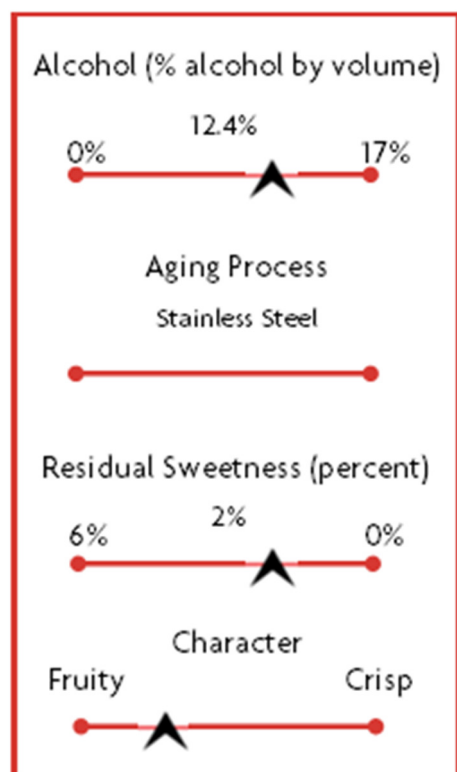 Alcohol (% alcohol by volume)
12.4%
0% 17%
Aging Process
Stainless Steel
Residual Sweetness (percent)
2%
6% 0%
Character
Fruity Crisp